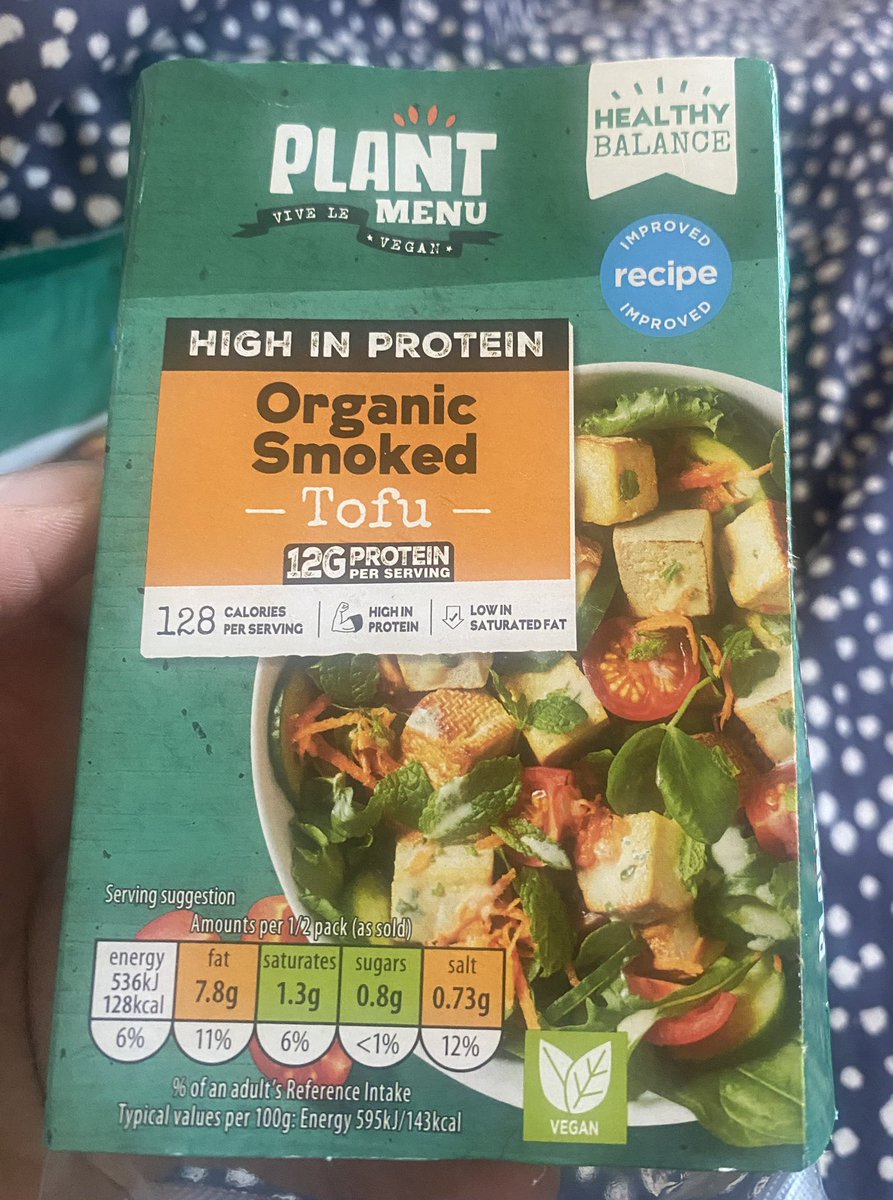 HEALTHY
BALANCE
PLANT
MENU
VIVE LE
VEGAN
IMPROVED
recipe
IMPROVED
HIGH IN PROTEIN
Organic
Smoked
Tofu
12G PROTEIN
PER SERVING
128 CALORIES
PER SERVING
HIGH IN
PROTEIN
LOW IN
SATURATED FAT
Serving suggestion
Amounts per 1/2 pack (as sold)
energy
536kJ
128kcal
6%
fat
7.8g
11%
saturates
1.3g
6%
sugars
0.8g
<1%
salt
0.73g
12%
% of an adult's Reference Intake
Typical values per 100g: Energy 595kJ/143kcal
VEGAN